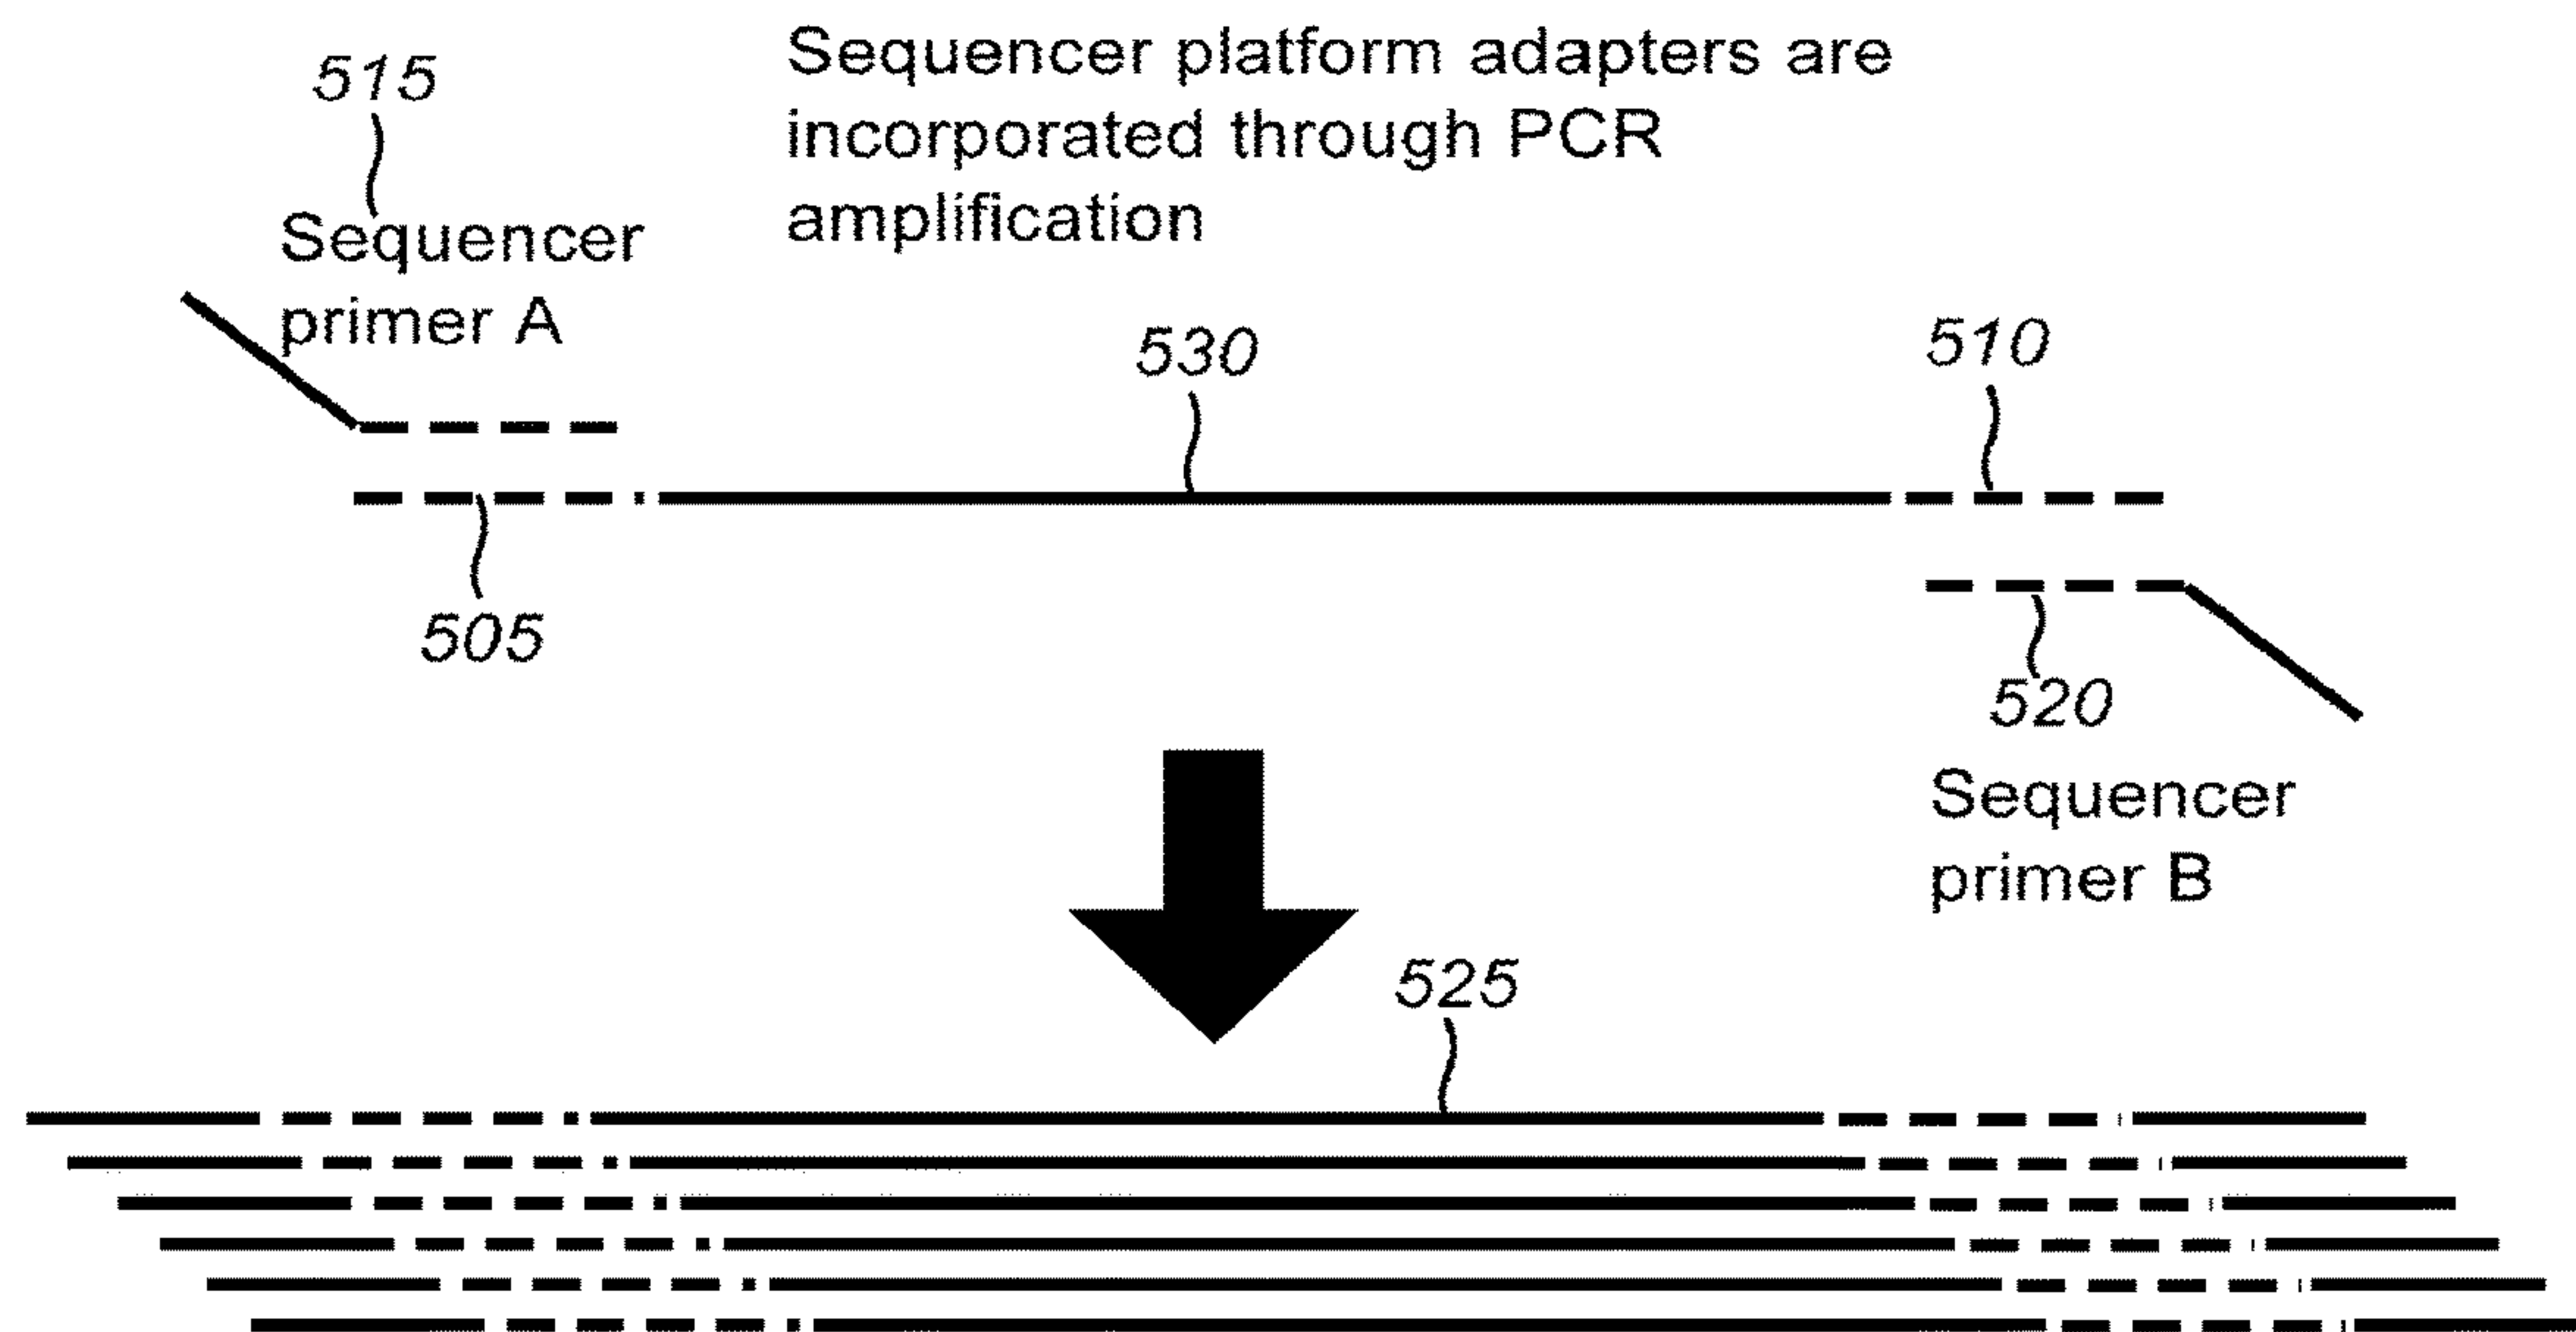 515
Sequencer platform adapters are
incorporated through PCR
amplification
Sequencer
primer A
530
510
505
520
Sequencer
primer B
525